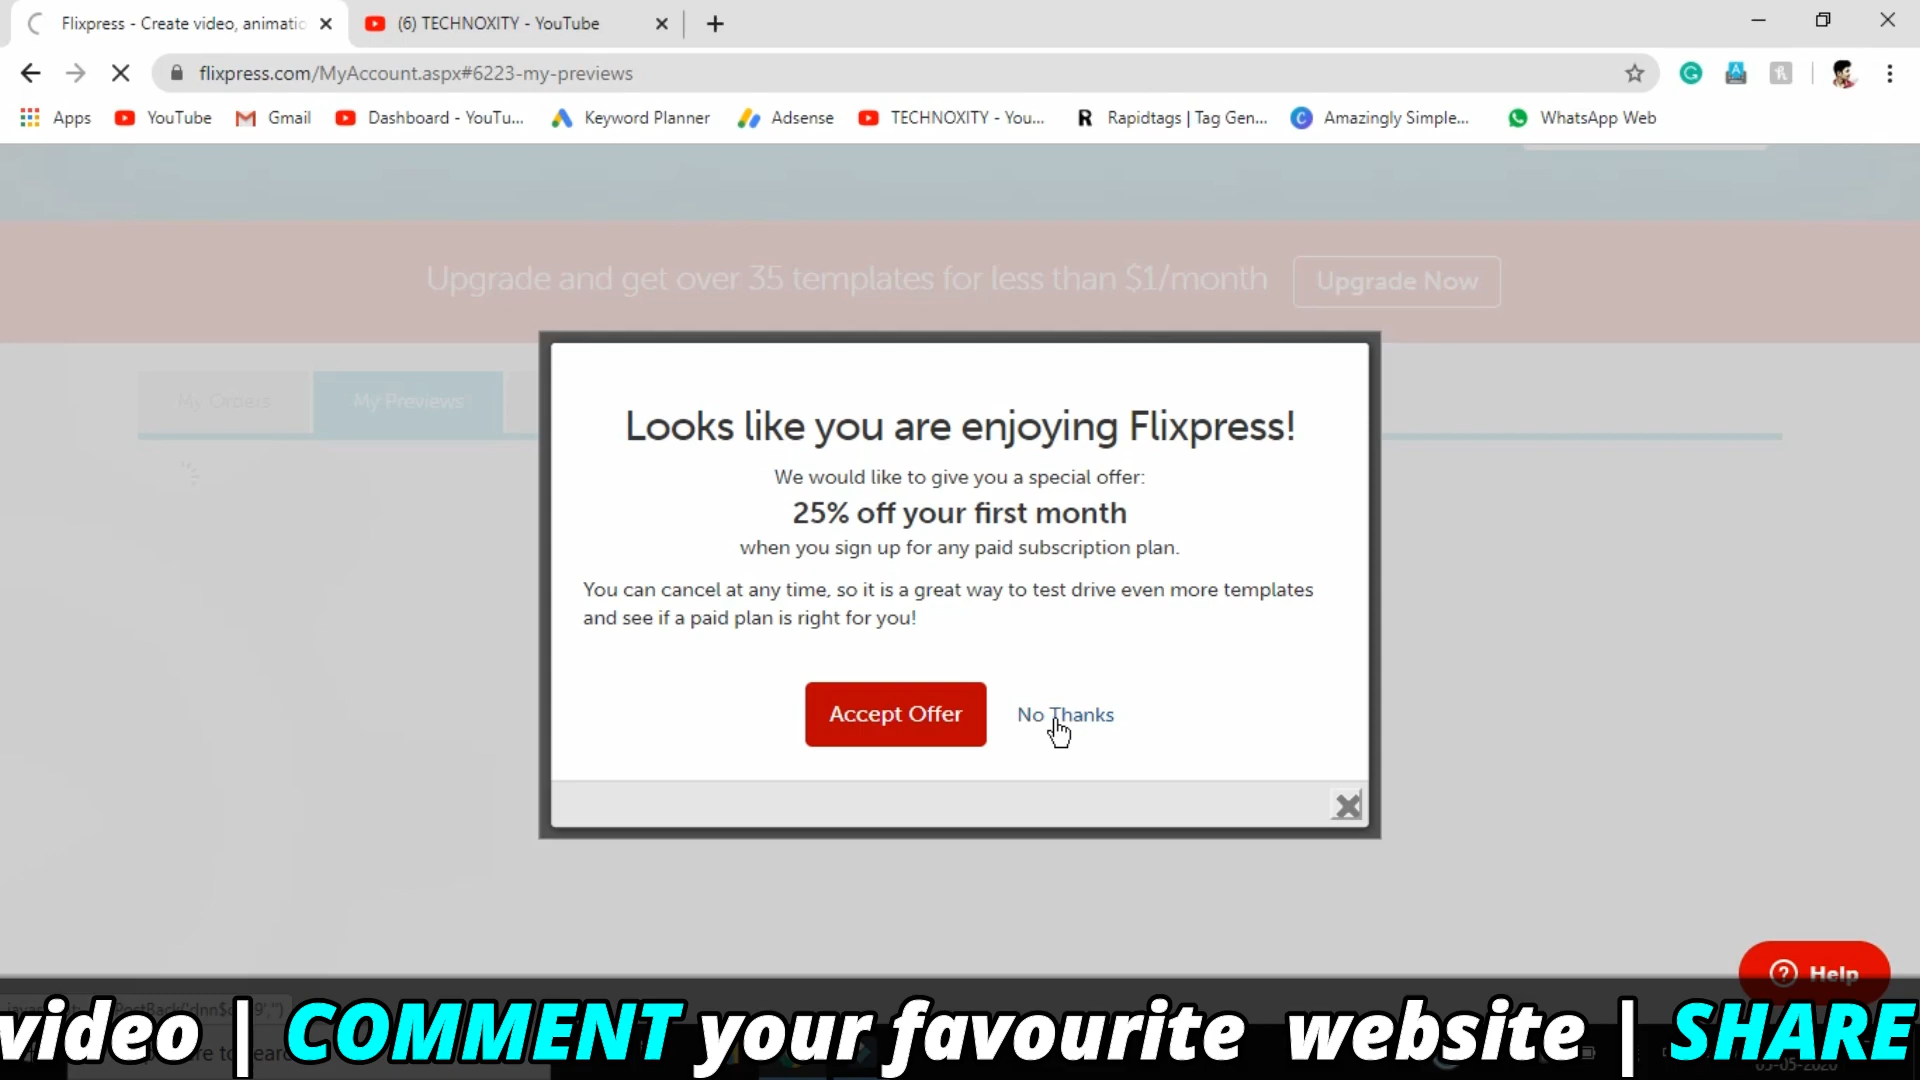 Flixpress - Create video, animatio
(6) TECHNOXITY - YouTube
flixpress.com/MyAccount.aspx#6223-my-previews
Apps
YouTube
Gmail
Dashboard - YouTu...
Keyword Planner
Adsense
TECHNOXITY - You...
Rapidtags | Tag Gen...
Amazingly Simple...
WhatsApp Web
Upgrade and get over 35 templates for less than $1/month
Upgrade Now
My Orders
My Previews
Looks like you are enjoying Flixpress!
We would like to give you a special offer:
25% off your first month
when you sign up for any paid subscription plan.
You can cancel at any time, so it is a great way to test drive even more templates
and see if a paid plan is right for you!
Accept Offer
No Thanks
Help
video | COMMENT your favourite website | SHARE
05-05-2020